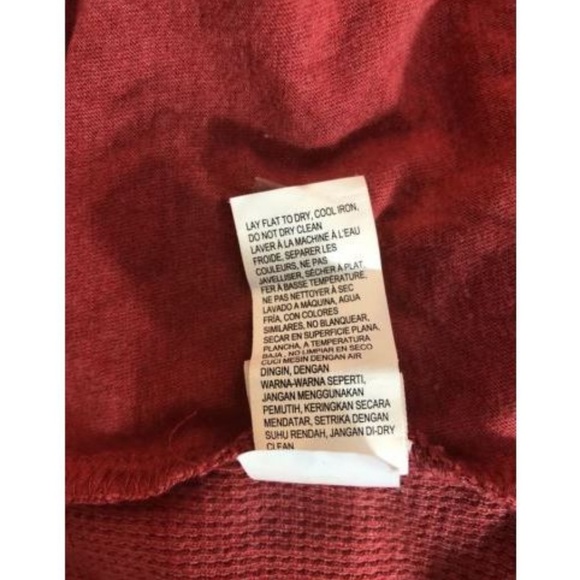 LAY FLAT TO DRY, COOL IRON,
DO NOT DRY CLEAN
LAVER À LA MACHINE À L'EAU
FROIDE, SEPARER LES
COULEURS, NE PAS
JAVELLISER, SÉCHER À PLAT,
FER A BASSE TEMPÉRATURE,
NE PAS NETTOYER À SEC
LAVADO A MÁQUINA, AGUA
FRÍA, CON COLORES
SIMILARES, NO BLANQUEAR,
SECAR EN SUPERFICIE PLANA,
PLANCHA, A TEMPERATURA
BAJA , NO LIMPIAR EN SECO
CUCI MESIN DENGAN AIR
DINGIN, DENGAN
WARNA-WARNA SEPERTI,
JANGAN MENGGUNAKAN
PEMUTIH, KERINGKAN SECARA
MENDATAR, SETRIKA DENGAN
SUHU RENDAH, JANGAN DI-DRY
CLEAN